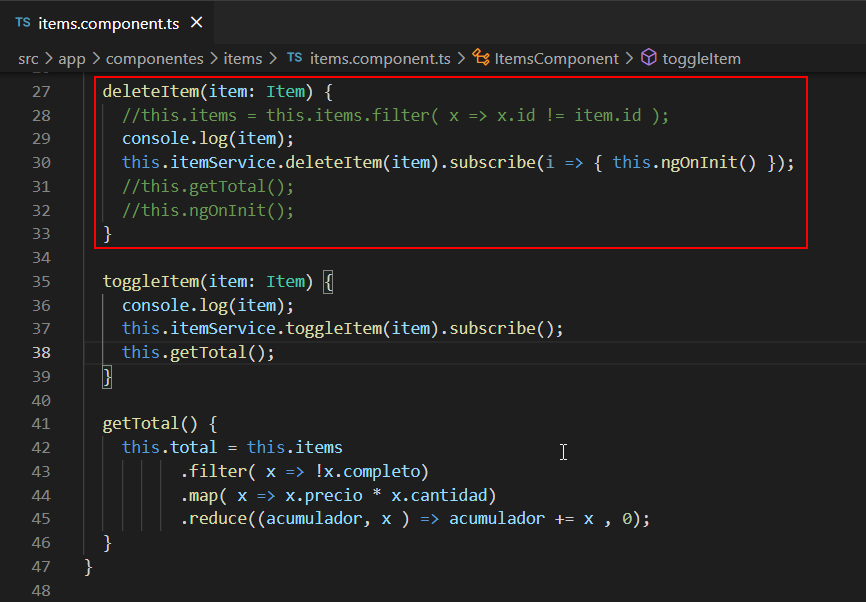 TS items.component.ts ×
src > app > componentes > items > TS items.component.ts > ItemsComponent > toggleItem
27 deleteItem(item: Item) {
28 //this.items = this.items.filter( x => x.id != item.id );
29 console.log(item);
30 this.itemService.deleteItem(item).subscribe(i => { this.ngOnInit() });
31 //this.getTotal();
32 //this.ngOnInit();
33 }
34
35 toggleItem(item: Item) {
36 console.log(item);
37 this.itemService.toggleItem(item).subscribe();
38 this.getTotal();
39 }
40
41 getTotal() {
42 this.total = this.items
43 .filter( x => !x.completo)
44 .map( x => x.precio * x.cantidad)
45 .reduce((acumulador, x ) => acumulador += x , 0);
46 }
47 }
48